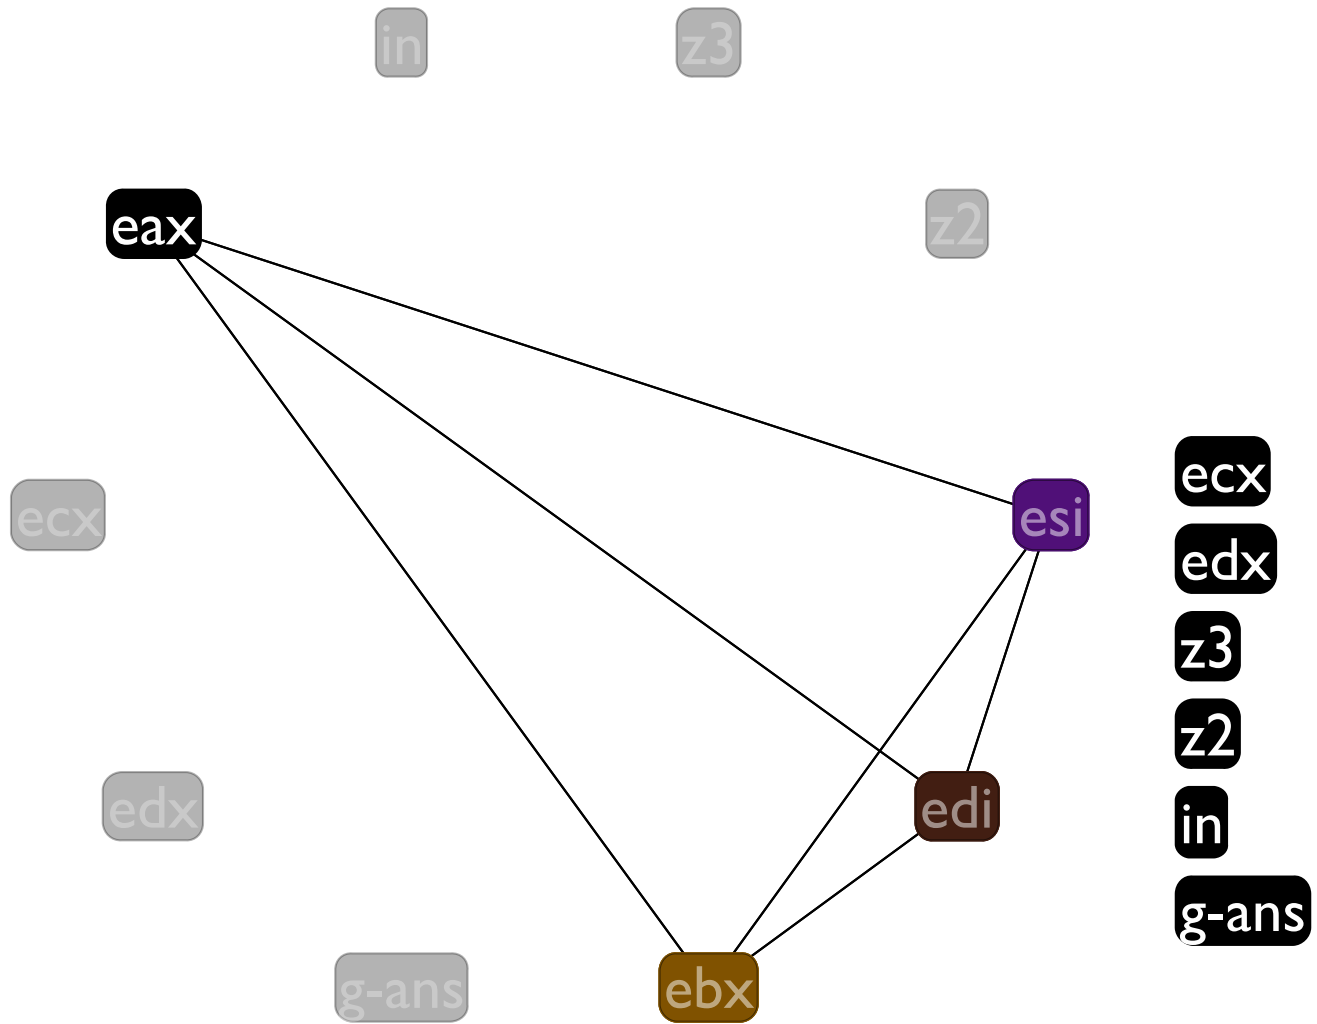 in
z3
eax
z2
ecx
esi
edx
edi
g-ans
ebx
ecx
edx
z3
z2
in
g-ans